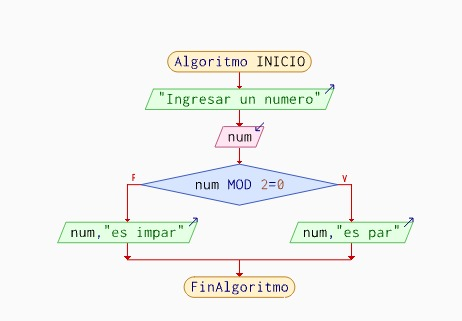 Algoritmo INICIO
"Ingresar un numero"
num
num MOD 2=0
F
V
num,"es impar"
num,"es par"
FinAlgoritmo